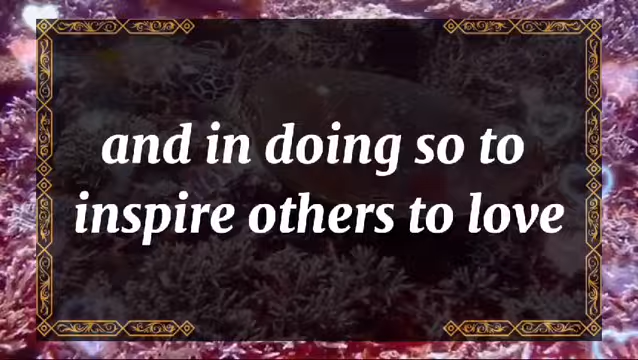 and in doing so to
inspire others to love